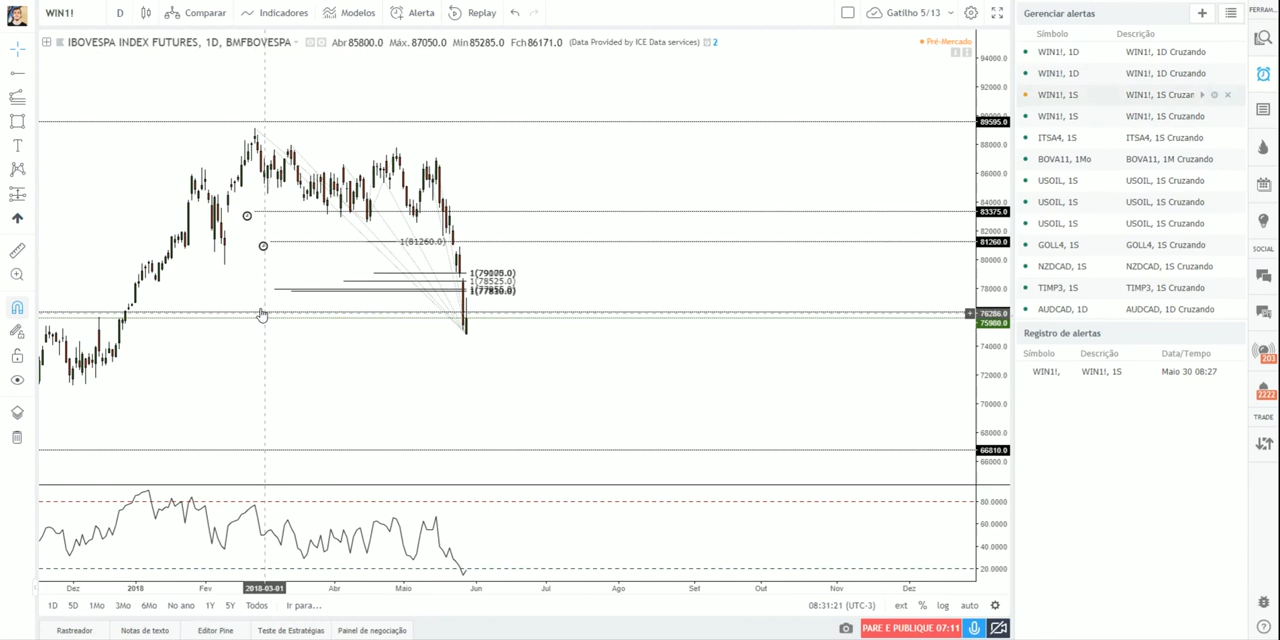 WIN1! D Comparar Indicadores Modelos Alerta Replay Gatilho 5/13
IBOVESPA INDEX FUTURES, 1D, BMFBOVESPA Abr 85800.0 Máx. 87050.0 Mín 85285.0 Fch 86171.0 (Data Provided by ICE Data services) 2
Pré-Mercado
94000.0
92000.0
89595.0
88000.0
86000.0
84000.0
83375.0
82000.0
1(81260.0)
81260.0
1(79100.0)
1(78525.0)
78000.0
1(77830.0)
76286.0
75980.0
74000.0
72000.0
70000.0
68000.0
66810.0
66000.0
80.0000
60.0000
40.0000
20.0000
Dez 2018 Fev 2018-03-01 Abr Maio Jun Jul Ago Set Out Nov Dez
1D 5D 1Mo 3Mo 6Mo No ano 1Y 5Y Todos Ir para... 08:31:21 (UTC-3) ext % log auto
Rastreador Notas de texto Editor Pine Teste de Estratégias Painel de negociação PARE E PUBLIQUE 07:11
Gerenciar alertas
Símbolo Descrição
WIN1!, 1D WIN1!, 1D Cruzando
WIN1!, 1D WIN1!, 1D Cruzando
WIN1!, 1S WIN1!, 1S Cruzan
WIN1!, 1S WIN1!, 1S Cruzando
ITSA4, 1S ITSA4, 1S Cruzando
BOVA11, 1Mo BOVA11, 1M Cruzando
USOIL, 1S USOIL, 1S Cruzando
USOIL, 1S USOIL, 1S Cruzando
USOIL, 1S USOIL, 1S Cruzando
GOLL4, 1S GOLL4, 1S Cruzando
NZDCAD, 1S NZDCAD, 1S Cruzando
TIMP3, 1S TIMP3, 1S Cruzando
AUDCAD, 1D AUDCAD, 1D Cruzando
Registro de alertas
Símbolo Descrição Data/Tempo
WIN1!, WIN1!, 1S Maio 30 08:27
FERRAM.
SOCIAL
203
2222
TRADE